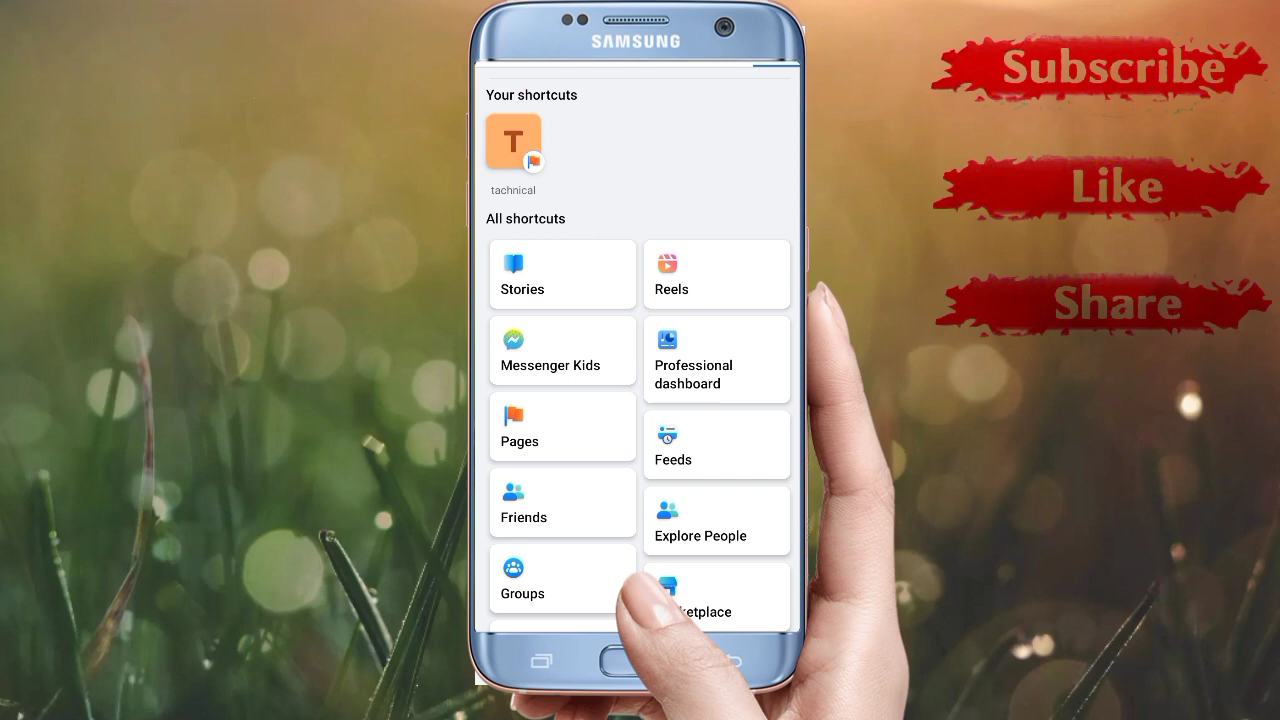 SAMSUNG
Your shortcuts
T
tachnical
All shortcuts
Stories
Reels
Messenger Kids
Professional
dashboard
Pages
Feeds
Friends
Explore People
Groups
ketplace
Subscribe
Like
Share